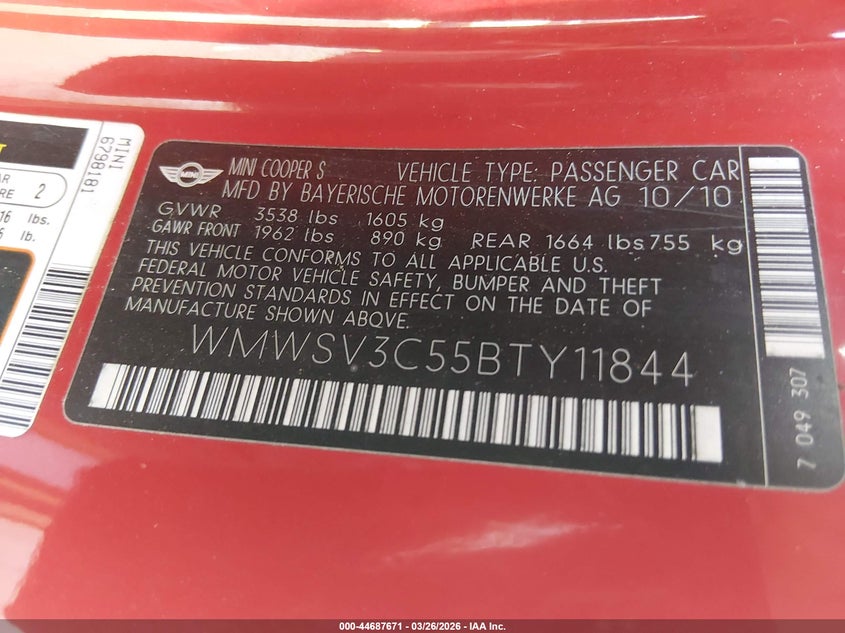 MINI
6798181
2
lbs.
lb.
MINI
MINI COOPER S VEHICLE TYPE: PASSENGER CAR
MFD BY BAYERISCHE MOTORENWERKE AG 10/10
GVWR 3538 lbs 1605 kg
GAWR FRONT 1962 lbs 890 kg REAR 1664 lbs 755 kg
THIS VEHICLE CONFORMS TO ALL APPLICABLE U.S.
FEDERAL MOTOR VEHICLE SAFETY, BUMPER AND THEFT
PREVENTION STANDARDS IN EFFECT ON THE DATE OF
MANUFACTURE SHOWN ABOVE.
WMWSV3C55BTY11844
7 049 307
000-44687671 - 03/26/2026 - IAA Inc.